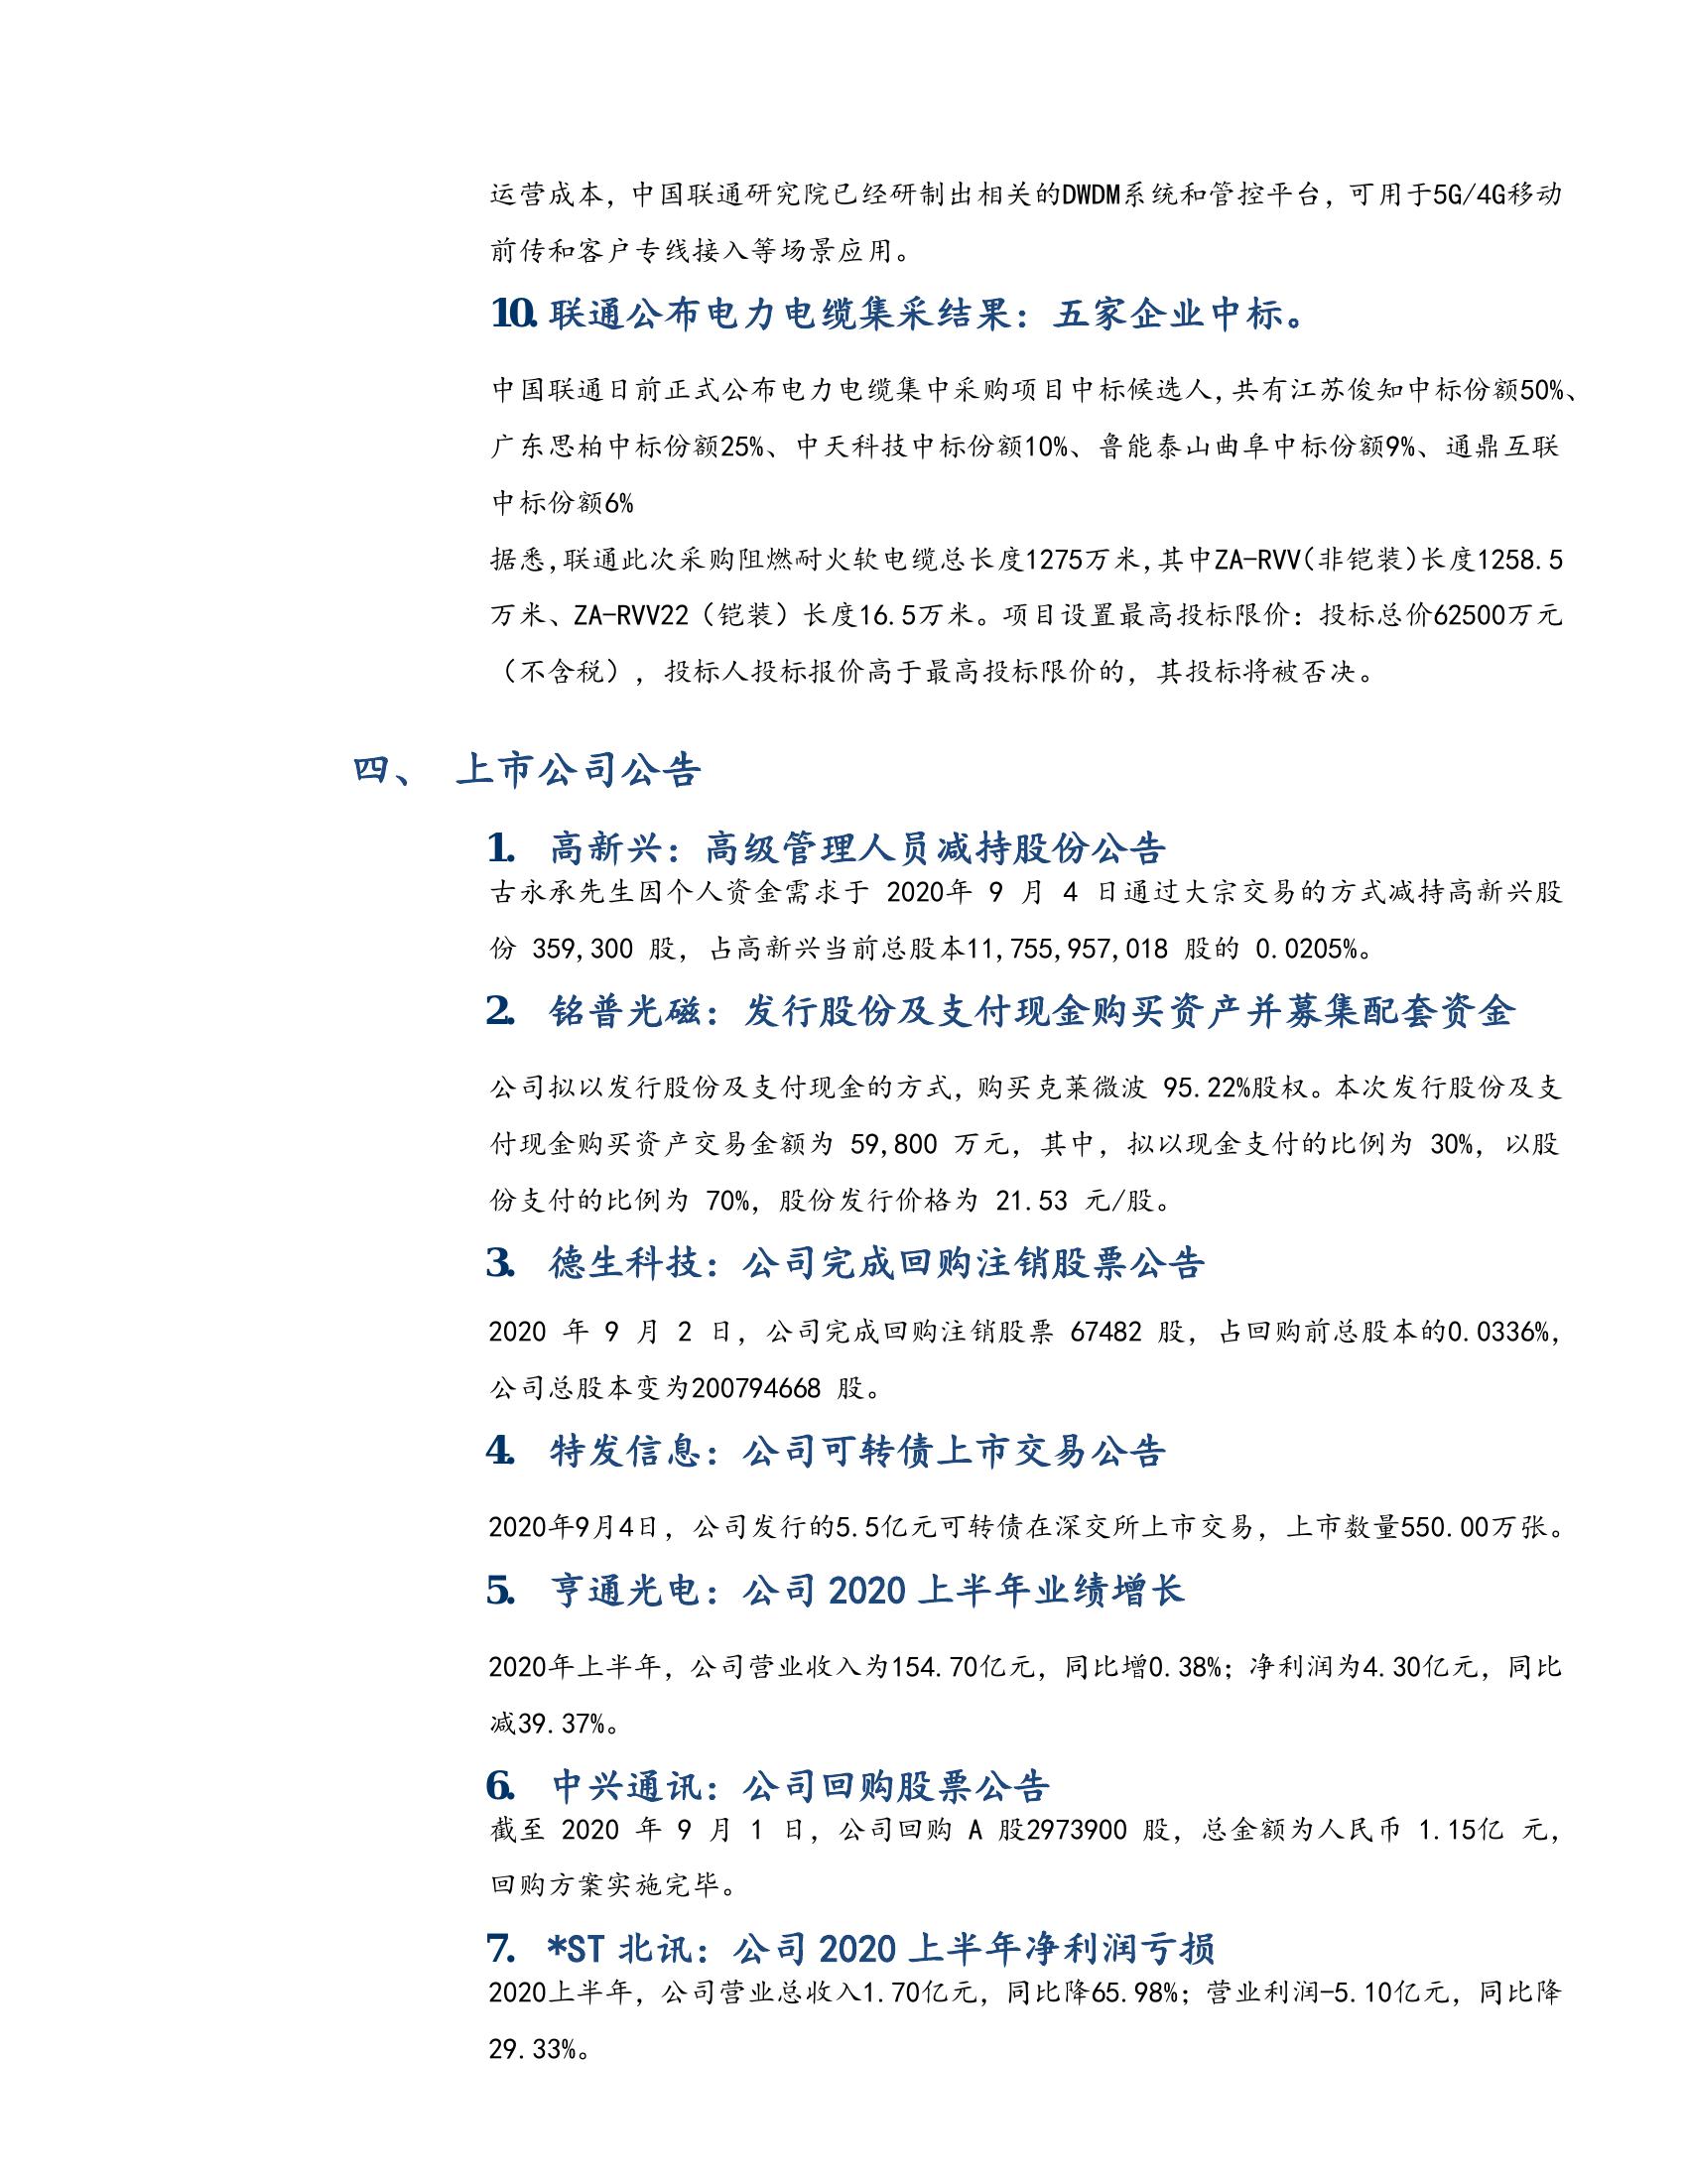 运营成本，中国联通研究院已经研制出相关的DWDM系统和管控平台，可用于5G/4G移动
前传和客户专线接入等场景应用。
10. 联通公布电力电缆集采结果：五家企业中标。
中国联通日前正式公布电力电缆集中采购项目中标候选人，共有江苏俊知中标份额50%、
广东思柏中标份额25%、中天科技中标份额10%、鲁能泰山曲阜中标份额9%、通鼎互联
中标份额6%
据悉，联通此次采购阻燃耐火软电缆总长度1275万米，其中ZA-RVV（非铠装）长度1258.5
万米、ZA-RVV22（铠装）长度16.5万米。项目设置最高投标限价：投标总价62500万元
（不含税），投标人投标报价高于最高投标限价的，其投标将被否决。
四、 上市公司公告
1. 高新兴：高级管理人员减持股份公告
古永承先生因个人资金需求于 2020年 9 月 4 日通过大宗交易的方式减持高新兴股
份 359,300 股，占高新兴当前总股本11,755,957,018 股的 0.0205%。
2. 铭普光磁：发行股份及支付现金购买资产并募集配套资金
公司拟以发行股份及支付现金的方式，购买克莱微波 95.22%股权。本次发行股份及支
付现金购买资产交易金额为 59,800 万元，其中，拟以现金支付的比例为 30%，以股
份支付的比例为 70%，股份发行价格为 21.53 元/股。
3. 德生科技：公司完成回购注销股票公告
2020 年 9 月 2 日，公司完成回购注销股票 67482 股，占回购前总股本的0.0336%，
公司总股本变为200794668 股。
4. 特发信息：公司可转债上市交易公告
2020年9月4日，公司发行的5.5亿元可转债在深交所上市交易，上市数量550.00万张。
5. 亨通光电：公司 2020 上半年业绩增长
2020年上半年，公司营业收入为154.70亿元，同比增0.38%；净利润为4.30亿元，同比
减39.37%。
6. 中兴通讯：公司回购股票公告
截至 2020 年 9 月 1 日，公司回购 A 股2973900 股，总金额为人民币 1.15亿 元，
回购方案实施完毕。
7. *ST 北讯：公司 2020 上半年净利润亏损
2020上半年，公司营业总收入1.70亿元，同比降65.98%；营业利润-5.10亿元，同比降
29.33%。